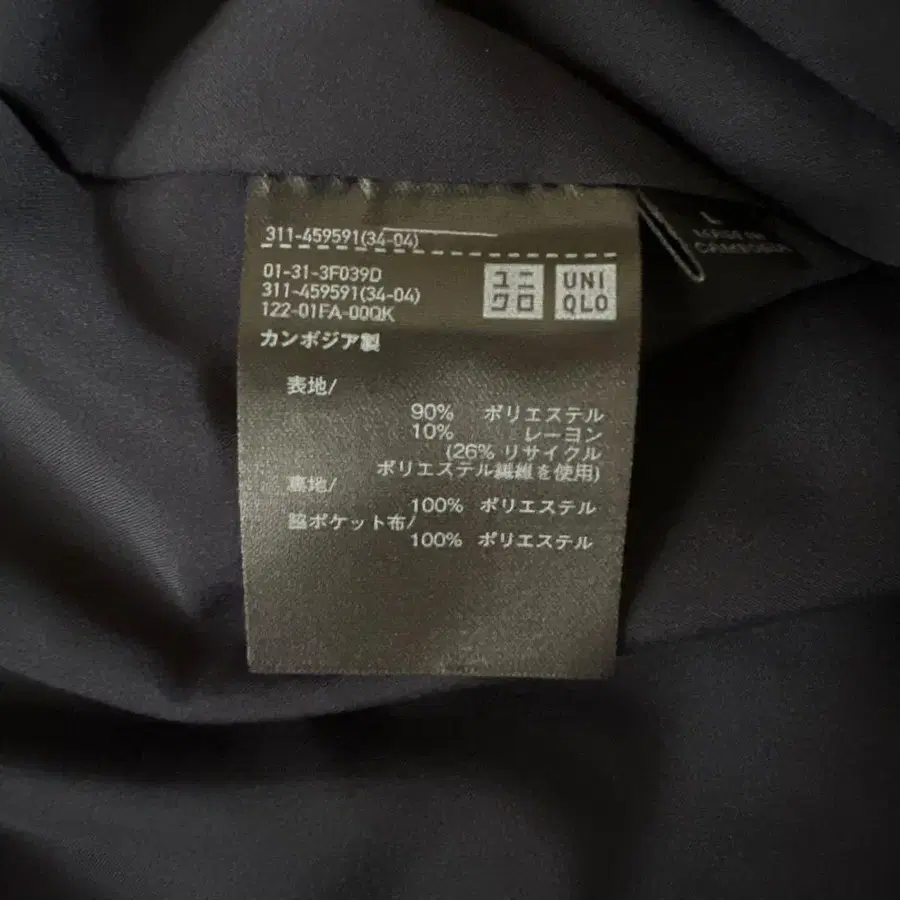 311-459591(34-04)
01-31-3F039D
311-459591(34-04)
122-01FA-00QK
ユニ
クロ
UNI
QLO
カンボジア製
表地/
90% ポリエステル
10% レーヨン
(26% リサイクル
ポリエステル繊維を使用)
裏地/
100% ポリエステル
脇ポケット布/
100% ポリエステル
L
MADE IN
CAMBODIA